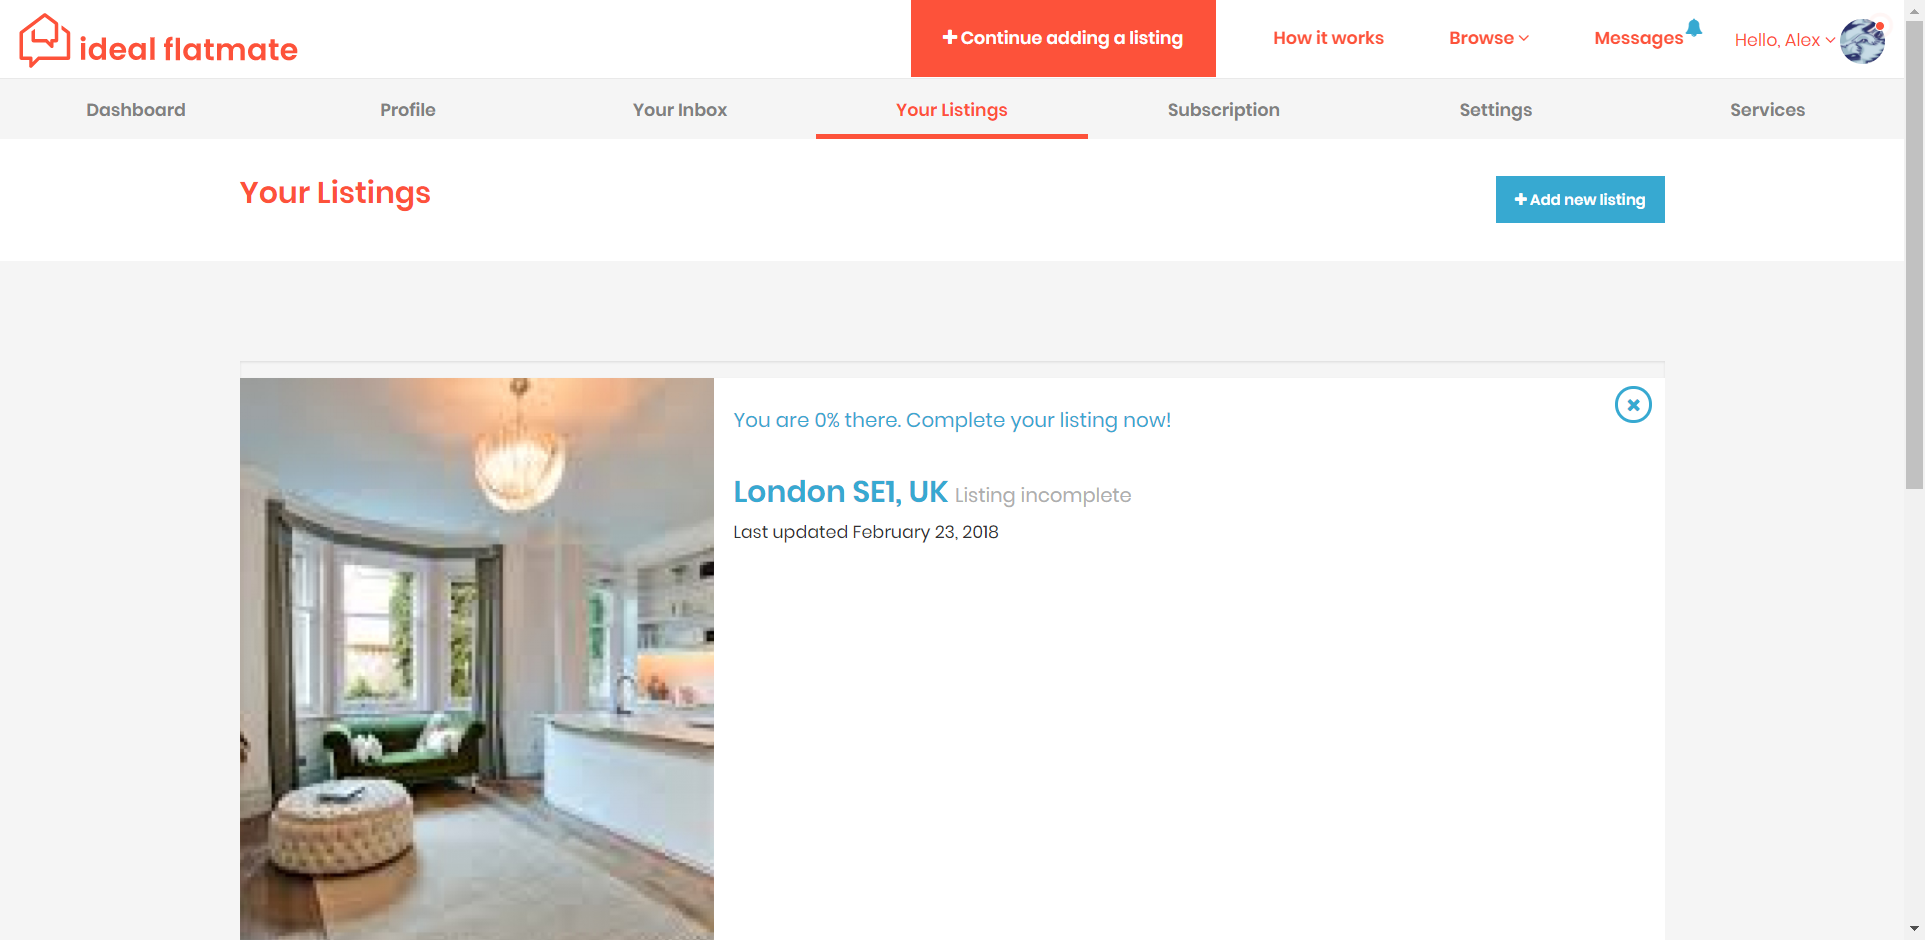 ideal flatmate
Continue adding a listing
How it works
Browse
Messages
Hello, Alex
Dashboard
Profile
Your Inbox
Your Listings
Subscription
Settings
Services
Your Listings
Add new listing
You are 0% there. Complete your listing now!
London SE1, UK Listing incomplete
Last updated February 23, 2018